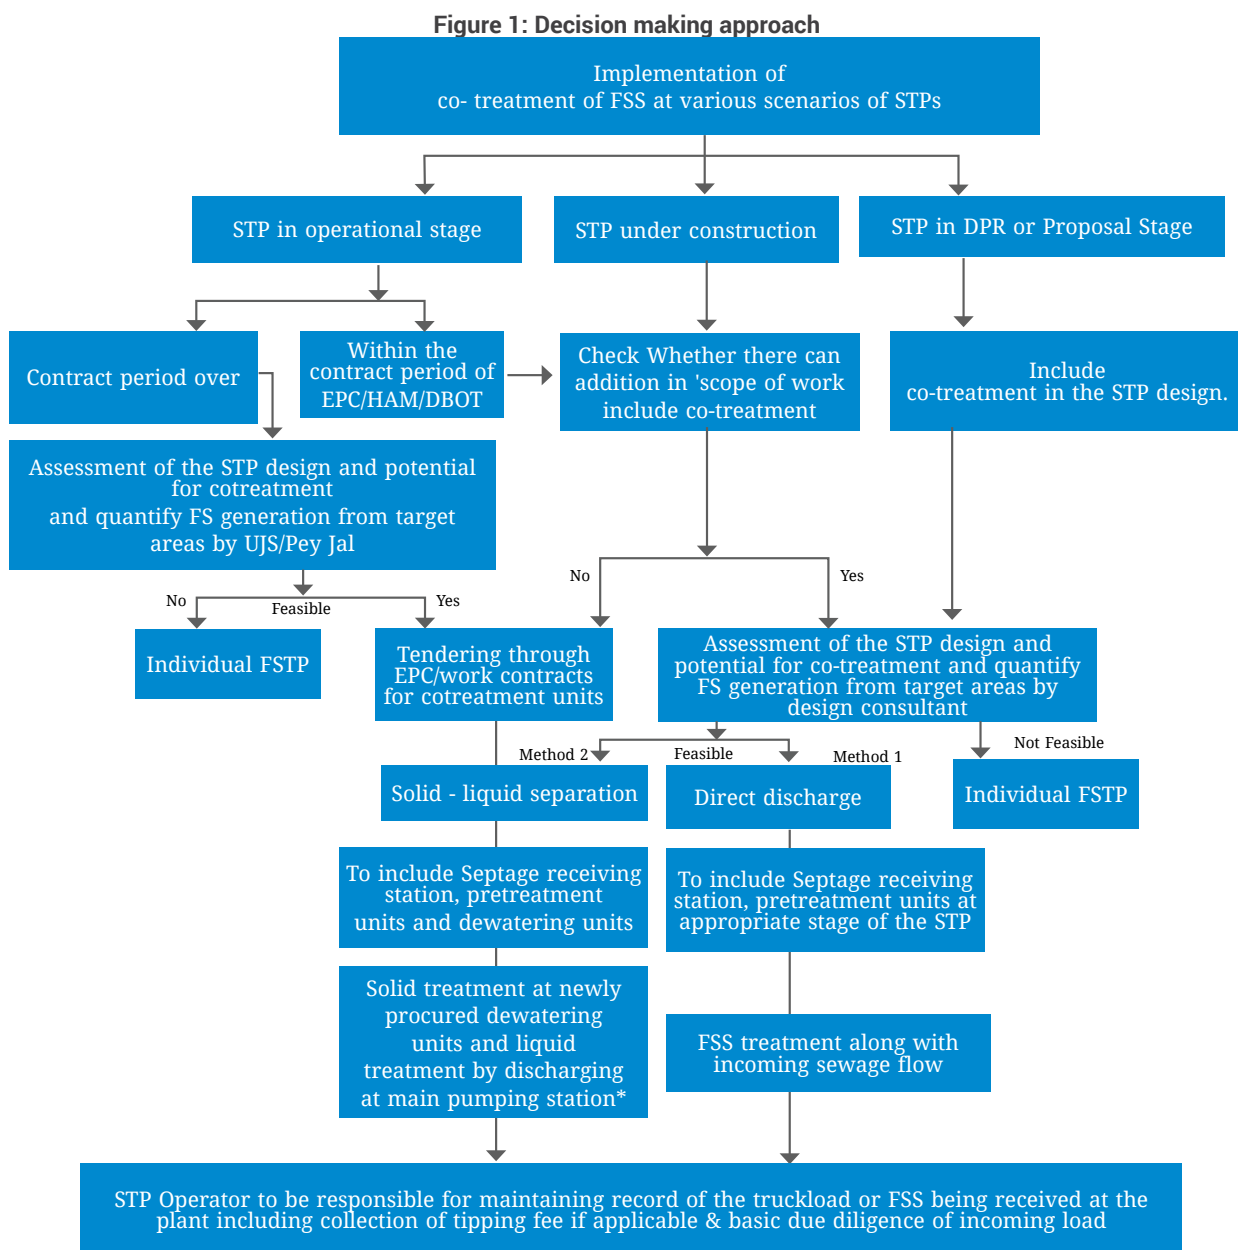 Figure 1: Decision making approach
Implementation of
co- treatment of FSS at various scenarios of STPs
STP in operational stage
STP under construction
STP in DPR or Proposal Stage
Contract period over
Within the
contract period of
EPC/HAM/DBOT
Check Whether there can
addition in 'scope of work
include co-treatment
Include
co-treatment in the STP design.
Assessment of the STP design and potential
for cotreatment
and quantify FS generation from target
areas by UJS/Pey Jal
No
Feasible
Yes
No
Yes
Individual FSTP
Tendering through
EPC/work contracts
for cotreatment units
Assessment of the STP design and
potential for co-treatment and quantify
FS generation from target areas by
design consultant
Method 2
Feasible
Method 1
Not Feasible
Solid - liquid separation
Direct discharge
Individual FSTP
To include Septage receiving
station, pretreatment
units and dewatering units
To include Septage receiving
station, pretreatment units at
appropriate stage of the STP
Solid treatment at newly
procured dewatering
units and liquid
treatment by discharging
at main pumping station*
FSS treatment along with
incoming sewage flow
STP Operator to be responsible for maintaining record of the truckload or FSS being received at the
plant including collection of tipping fee if applicable & basic due diligence of incoming load